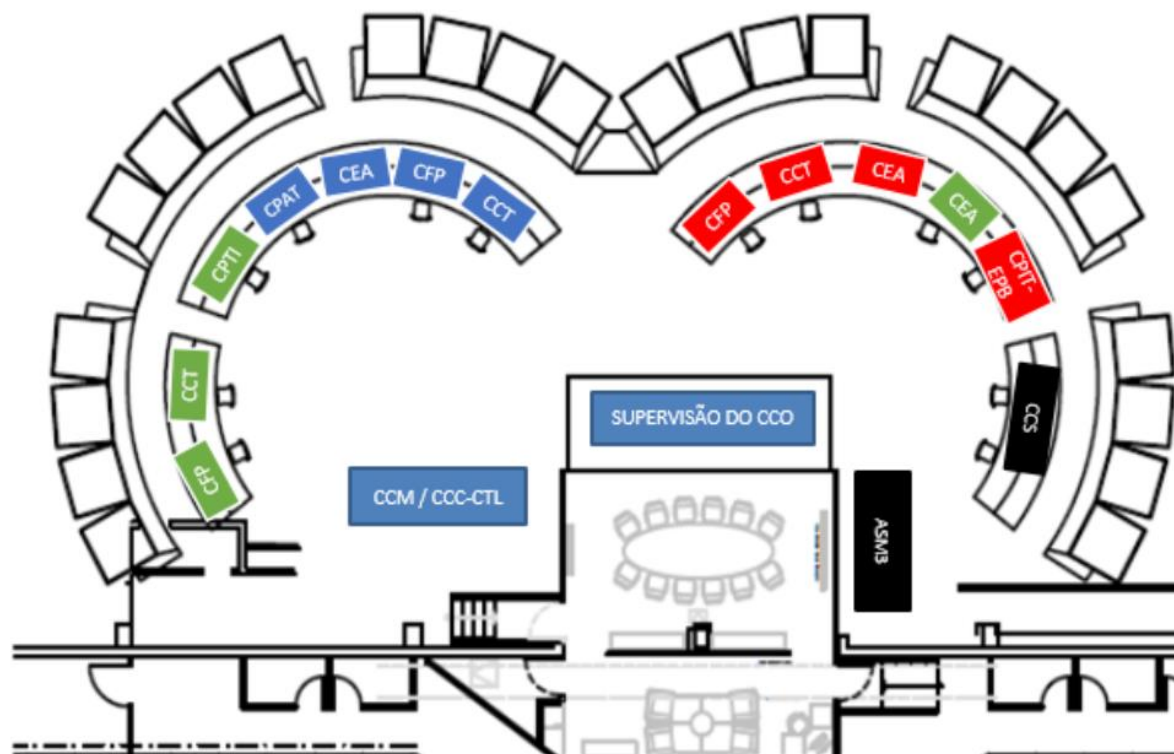 CEA
CFP
CPAT
CCT
CPTI
CCT
CFP
CCT
CEA
CFP
CEA
CPIT-
EPB
CCS
SUPERVISÃO DO CCO
CCM / CCC-CTL
ASM3